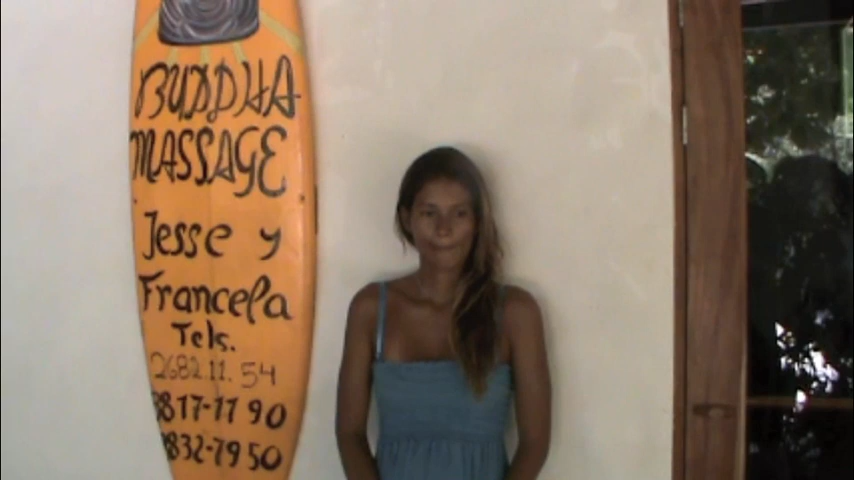 BUDDHA
MASSAGE
Jesse y
Francela
Tels.
2682.11.54
8817-1190
8832-7950